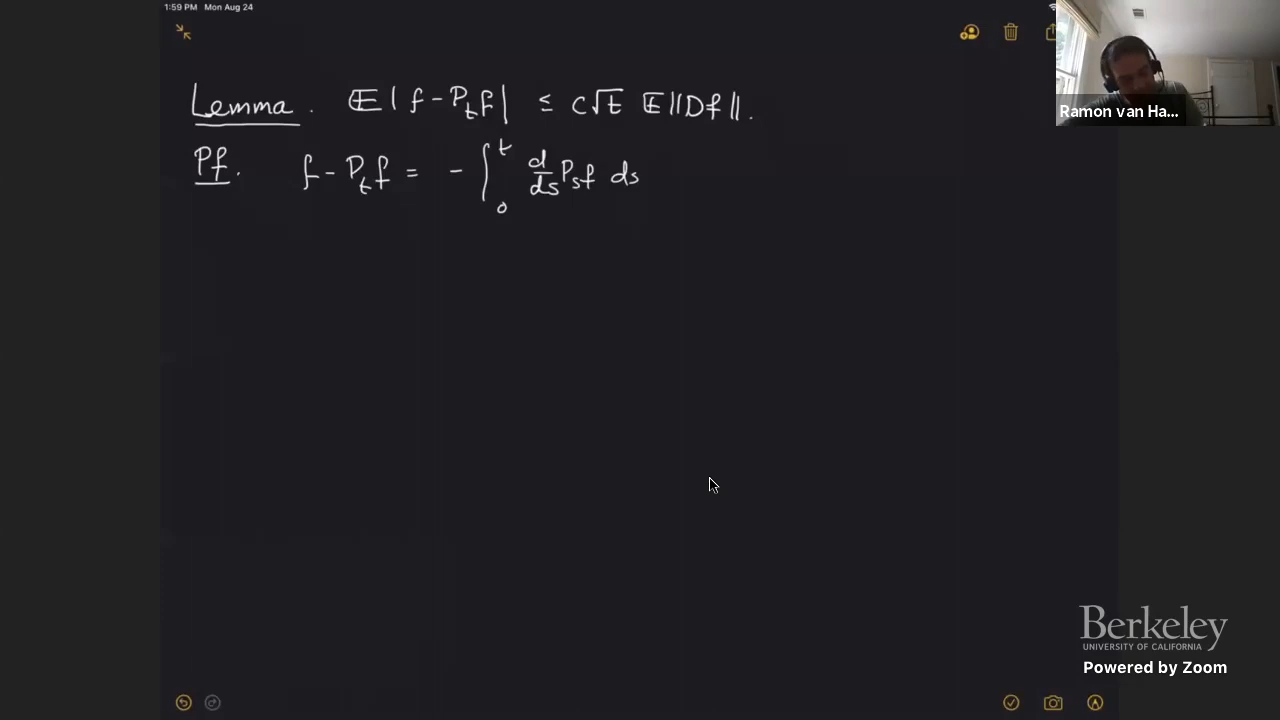 1:59 PM Mon Aug 24
Ramon van Ha...
Lemma. 𝔼|f - P_t f| ≤ c√t 𝔼‖Df‖.
Pf. f - P_t f = - ∫_0^t d/ds P_s f ds
Berkeley
UNIVERSITY OF CALIFORNIA
Powered by Zoom